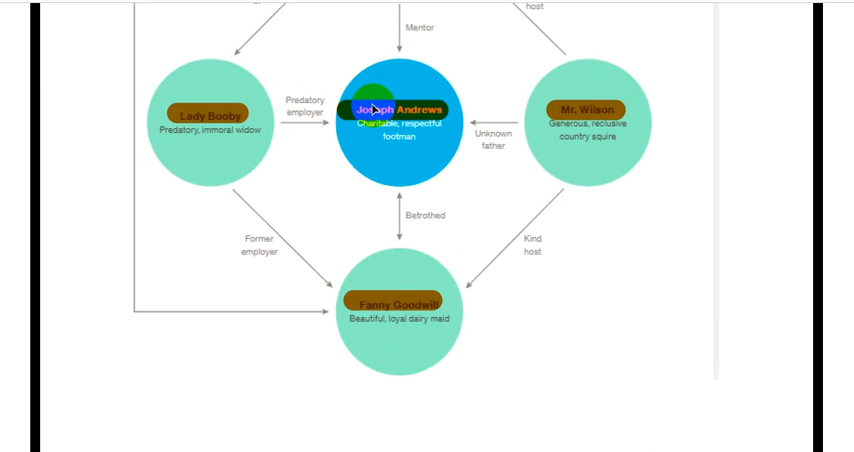 host
Mentor
Predatory
employer
Lady Booby
Predatory, immoral widow
Joseph Andrews
Charitable, respectful
footman
Unknown
father
Mr. Wilson
Generous, reclusive
country squire
Betrothed
Former
employer
Kind
host
Fanny Goodwill
Beautiful, loyal dairy maid